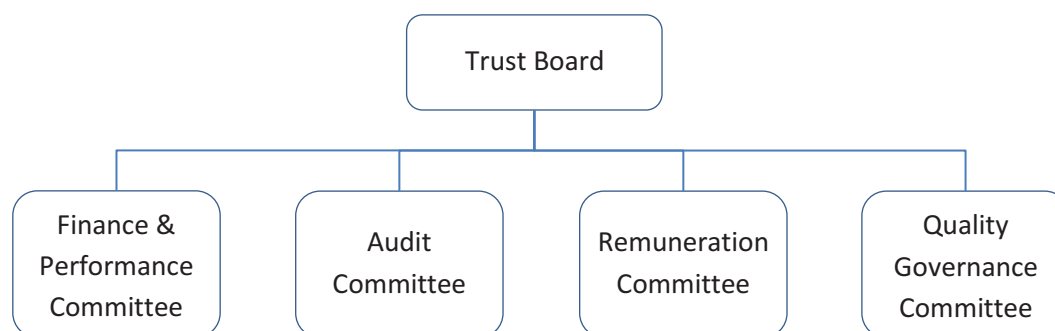 Trust Board
Finance &
Performance
Committee
Audit
Committee
Remuneration
Committee
Quality
Governance
Committee